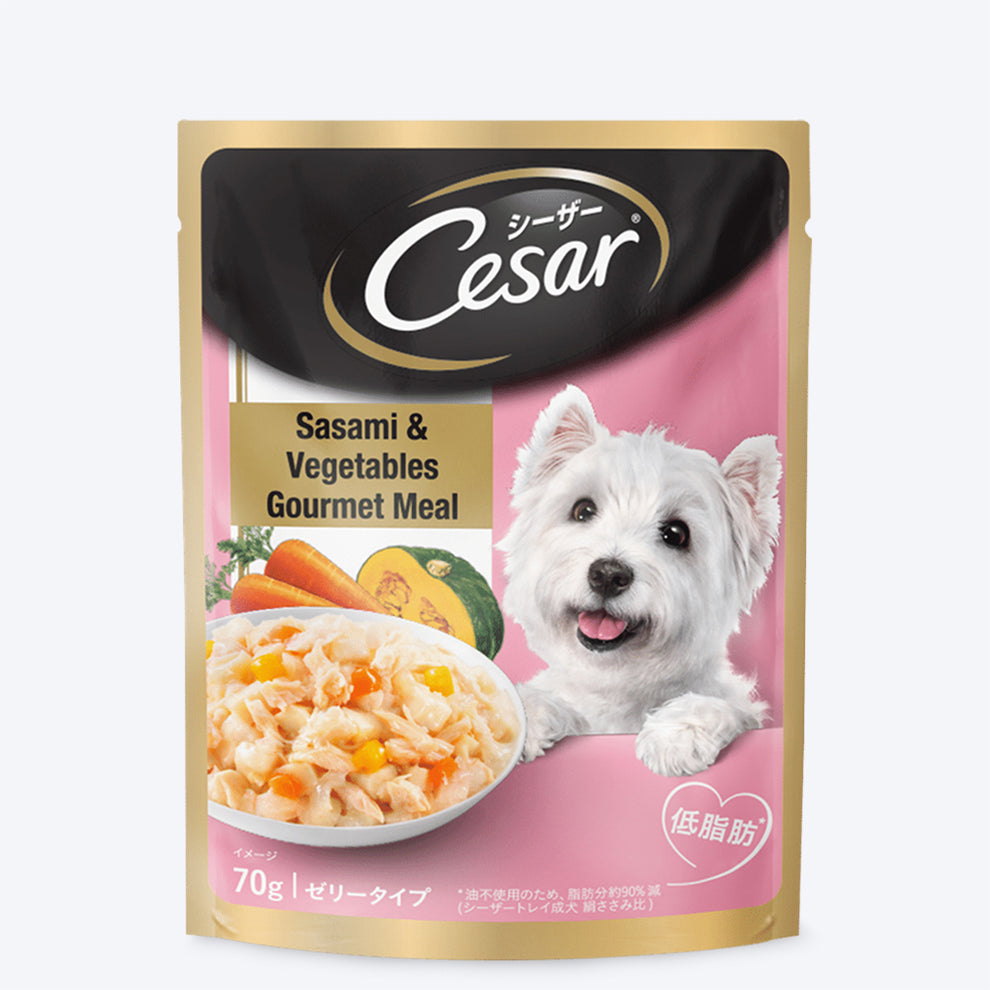 シーザー
Cesar®
Sasami &
Vegetables
Gourmet Meal
低脂肪*
イメージ
70g | ゼリータイプ
*油不使用のため、脂肪分約90%減
(シーザートレイ成犬 絹ささみ比)